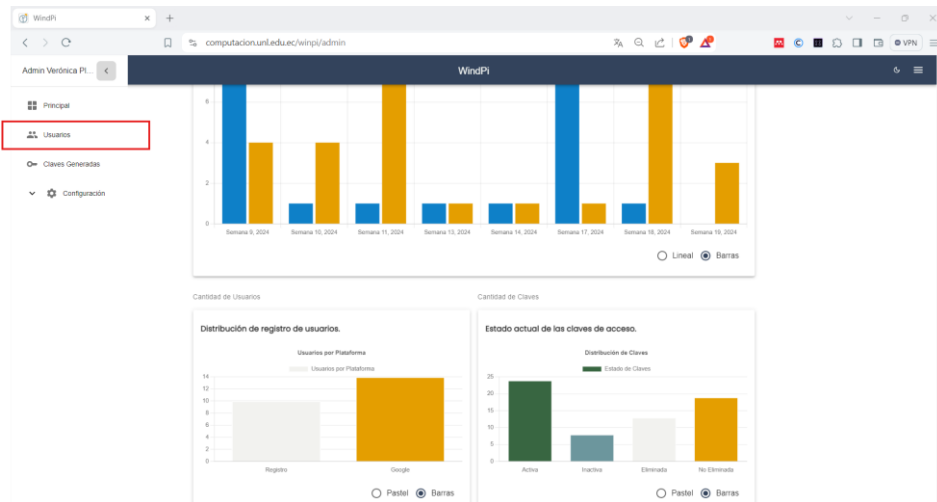 WindPi
computacion.unl.edu.ec/winpi/admin
VPN
Admin Verónica Pl...
WindPi
Principal
Usuarios
Claves Generadas
Configuración
6
4
2
0
Semana 9, 2024
Semana 10, 2024
Semana 11, 2024
Semana 13, 2024
Semana 14, 2024
Semana 17, 2024
Semana 18, 2024
Semana 19, 2024
Lineal
Barras
Cantidad de Usuarios
Distribución de registro de usuarios.
Usuarios por Plataforma
Usuarios por Plataforma
14
12
10
8
6
4
2
0
Registro
Google
Pastel
Barras
Cantidad de Claves
Estado actual de las claves de acceso.
Distribución de Claves
Estado de Claves
25
20
15
10
5
0
Activa
Inactiva
Eliminada
No Eliminada
Pastel
Barras